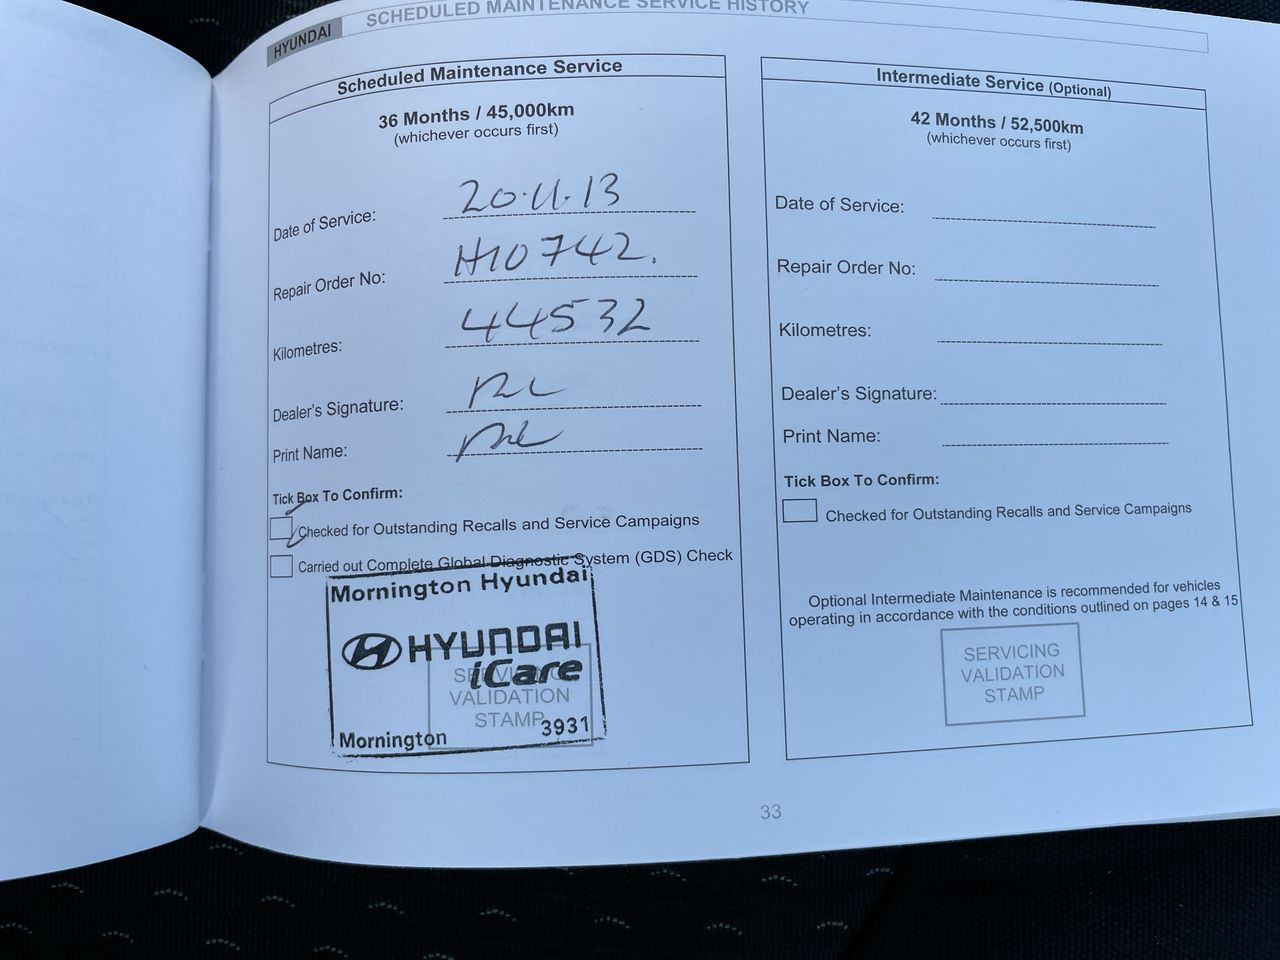 HYUNDAI
SCHEDULED MAINTENANCE SERVICE HISTORY
Scheduled Maintenance Service
36 Months / 45,000km
(whichever occurs first)
Date of Service: 20.11.13
Repair Order No: H10742.
Kilometres: 44532
Dealer's Signature:
Print Name:
Tick Box To Confirm:
Checked for Outstanding Recalls and Service Campaigns
Carried out Complete Global Diagnostic System (GDS) Check
Mornington Hyundai
HYUNDAI
iCare
SERVICING
VALIDATION
STAMP
Mornington 3931
Intermediate Service (Optional)
42 Months / 52,500km
(whichever occurs first)
Date of Service:
Repair Order No:
Kilometres:
Dealer's Signature:
Print Name:
Tick Box To Confirm:
Checked for Outstanding Recalls and Service Campaigns
Optional Intermediate Maintenance is recommended for vehicles
operating in accordance with the conditions outlined on pages 14 & 15
SERVICING
VALIDATION
STAMP
33